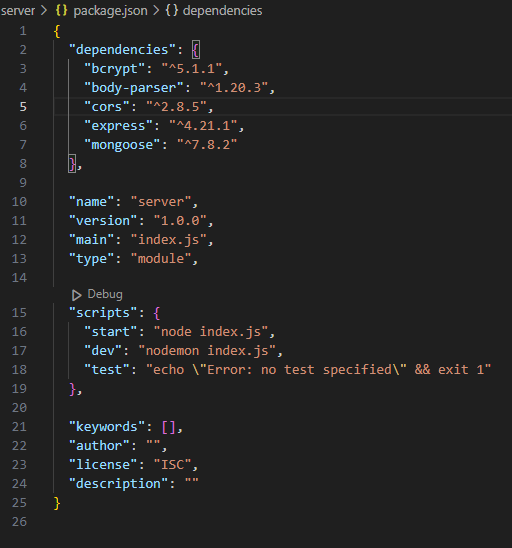 server > {} package.json > {} dependencies
1 {
2 "dependencies": {
3 "bcrypt": "^5.1.1",
4 "body-parser": "^1.20.3",
5 "cors": "^2.8.5",
6 "express": "^4.21.1",
7 "mongoose": "^7.8.2"
8 },
9
10 "name": "server",
11 "version": "1.0.0",
12 "main": "index.js",
13 "type": "module",
14
Debug
15 "scripts": {
16 "start": "node index.js",
17 "dev": "nodemon index.js",
18 "test": "echo \"Error: no test specified\" && exit 1"
19 },
20
21 "keywords": [],
22 "author": "",
23 "license": "ISC",
24 "description": ""
25 }
26